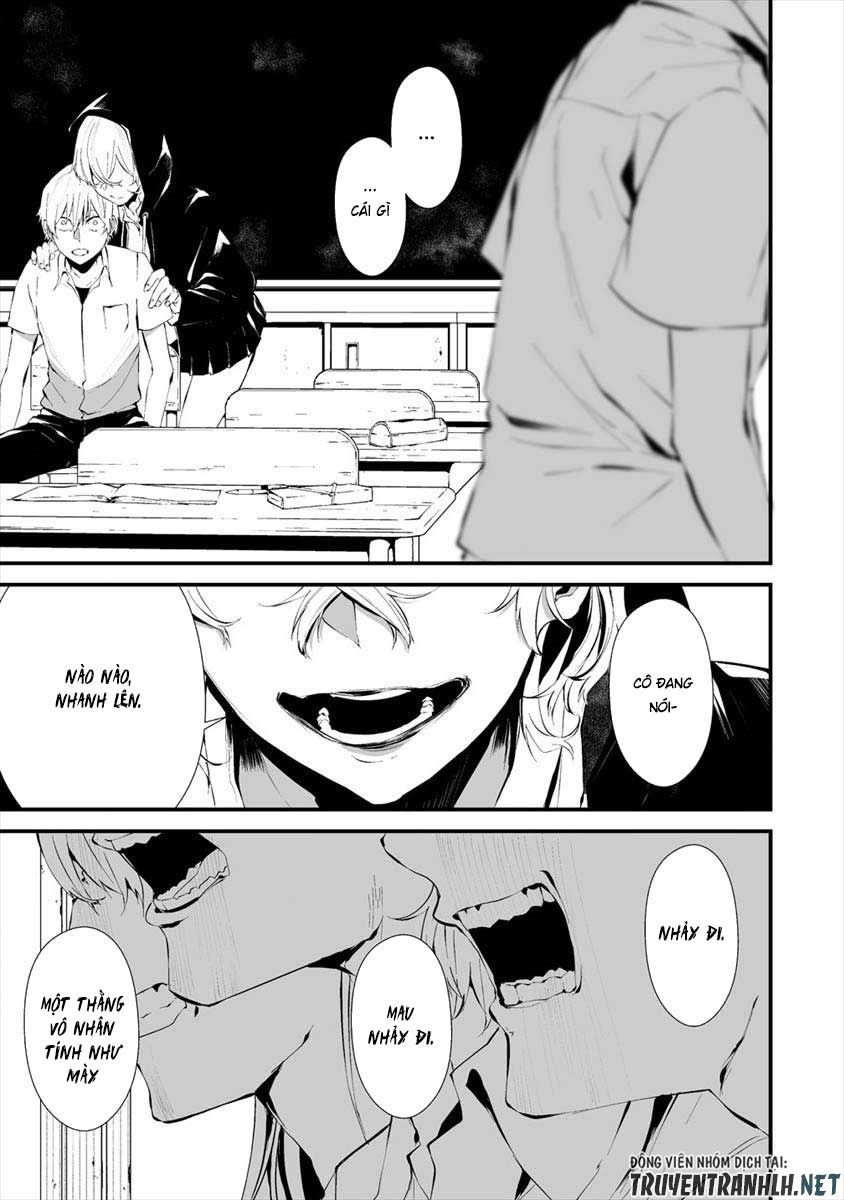 ...
...
CÁI GÌ
CÔ ĐANG
NÓI-
NÀO NÀO,
NHANH LÊN.
NHẢY ĐI.
MAU
NHẢY ĐI.
MỘT THẰNG
VÔ NHÂN
TÍNH NHƯ
MÀY
ĐỘNG VIÊN NHÓM DỊCH TẠI:
TRUYENTRANHLH.NET